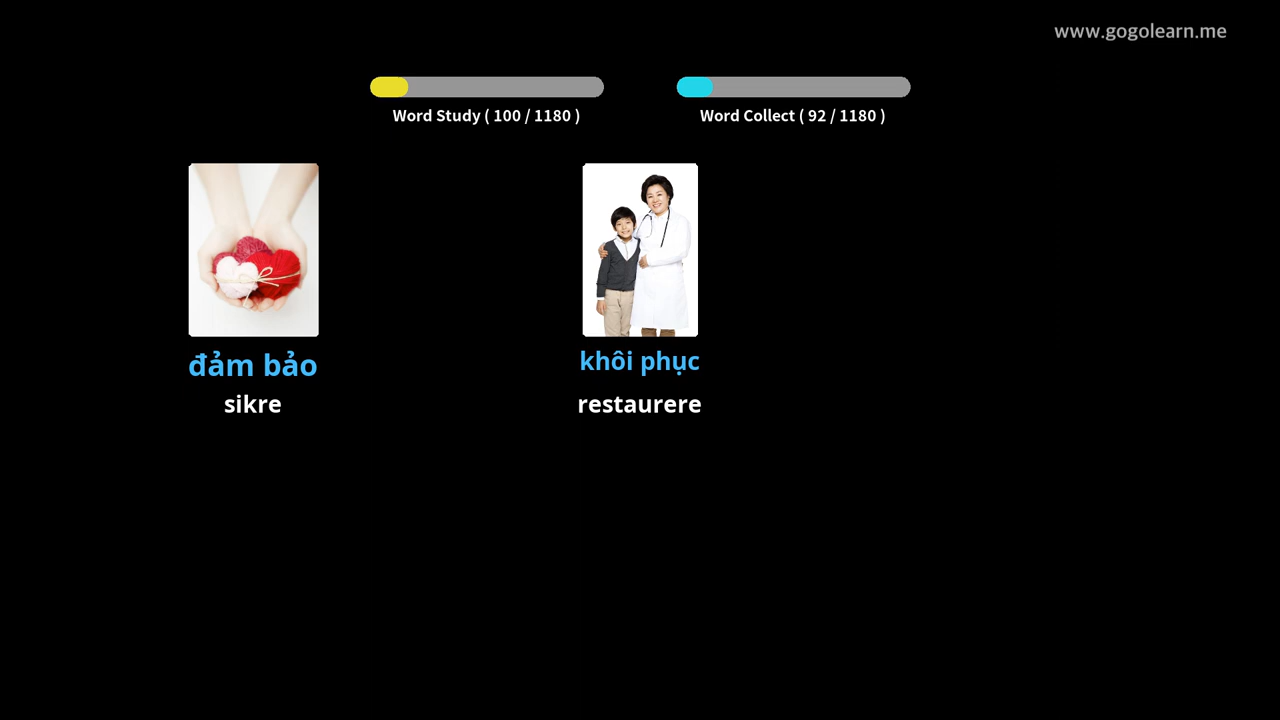 www.gogolearn.me
Word Study ( 100 / 1180 )
Word Collect ( 92 / 1180 )
đảm bảo
sikre
khôi phục
restaurere